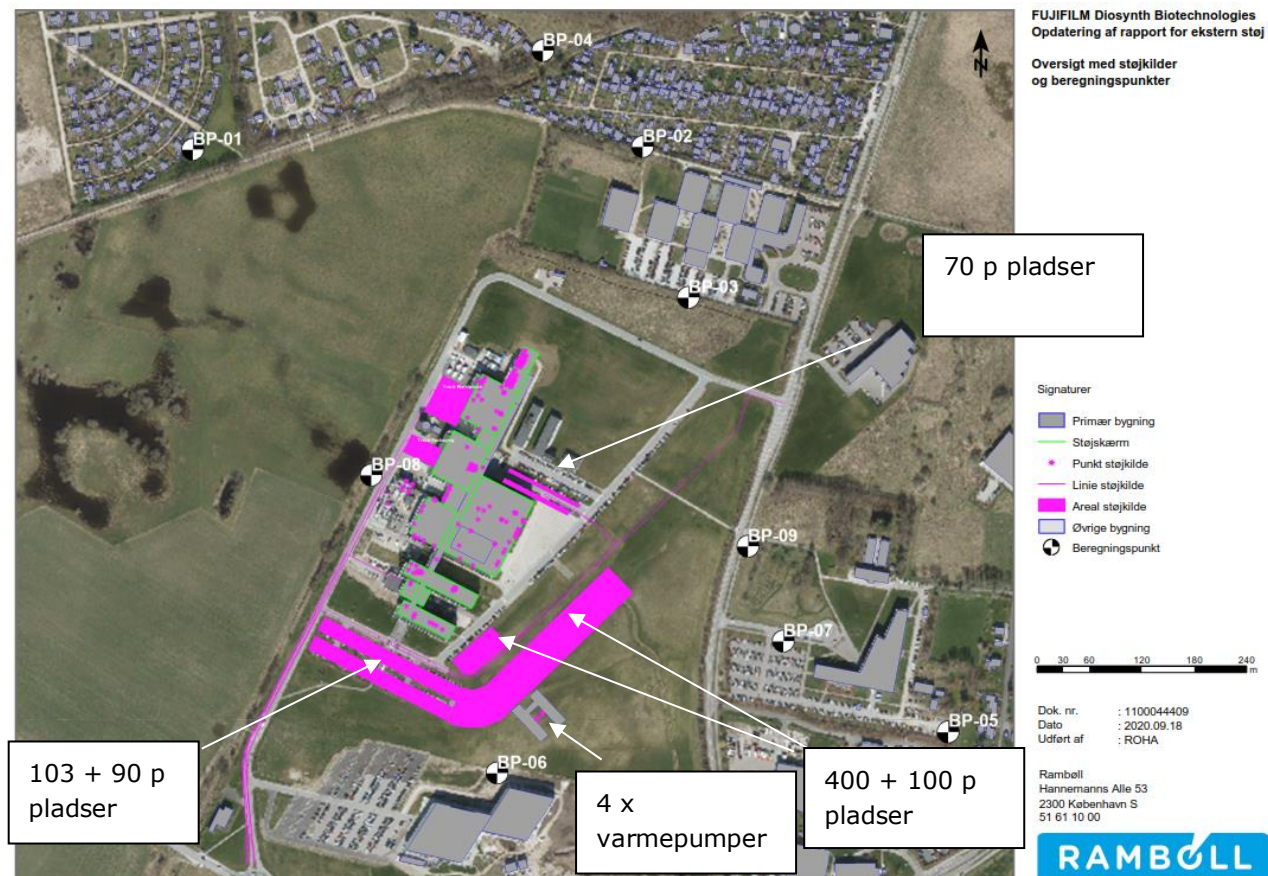 FUJIFILM Diosynth Biotechnologies
Opdatering af rapport for ekstern støj
Oversigt med støjkilder
og beregningspunkter
N
BP-04
BP-01
BP-02
BP-03
70 p pladser
Signaturer
Primær bygning
Støjskærm
Punkt støjkilde
Linie støjkilde
Areal støjkilde
Øvrige bygning
Beregningspunkt
BP-08
BP-09
BP-07
BP-05
BP-06
0 30 60 120 180 240
m
103 + 90 p
pladser
4 x
varmepumper
400 + 100 p
pladser
Dok. nr. : 1100044409
Dato : 2020.09.18
Udført af : ROHA
Rambøll
Hannemanns Alle 53
2300 København S
51 61 10 00
RAMBOLL